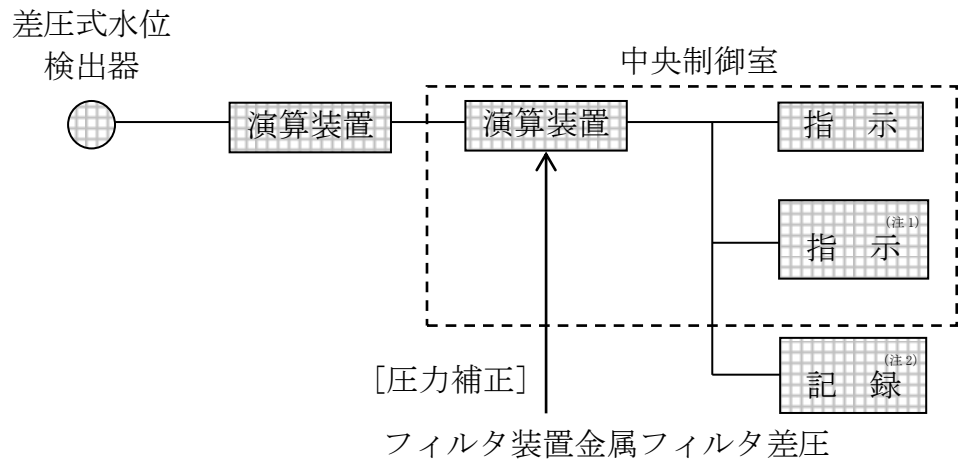 差圧式水位
検出器
中央制御室
演算装置
演算装置
指 示
(注1)
指 示
(注2)
記 録
[圧力補正]
フィルタ装置金属フィルタ差圧